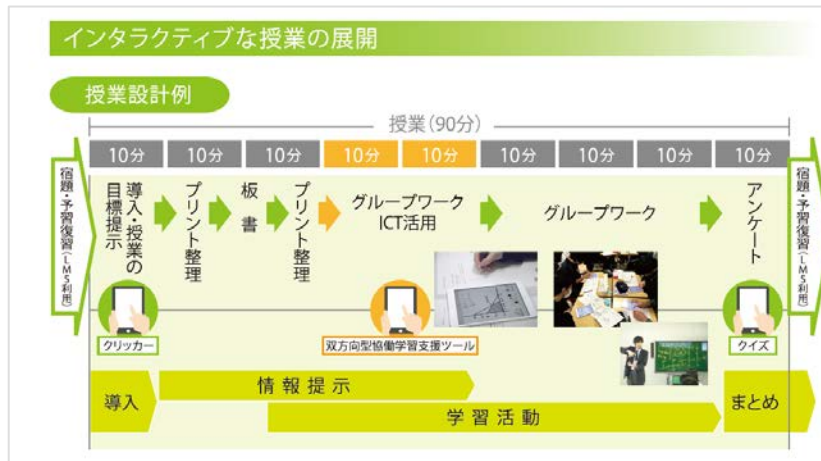 インタラクティブな授業の展開
授業設計例
授業(90分)
10分 10分 10分 10分 10分 10分 10分 10分 10分
宿題・予習復習(LMS利用)
導入・授業の
目標提示
プリント整理
板書
プリント整理
グループワーク
ICT活用
グループワーク
アンケート
宿題・予習復習(LMS利用)
クリッカー
双方向型協働学習支援ツール
クイズ
導入
情報提示
学習活動
まとめ